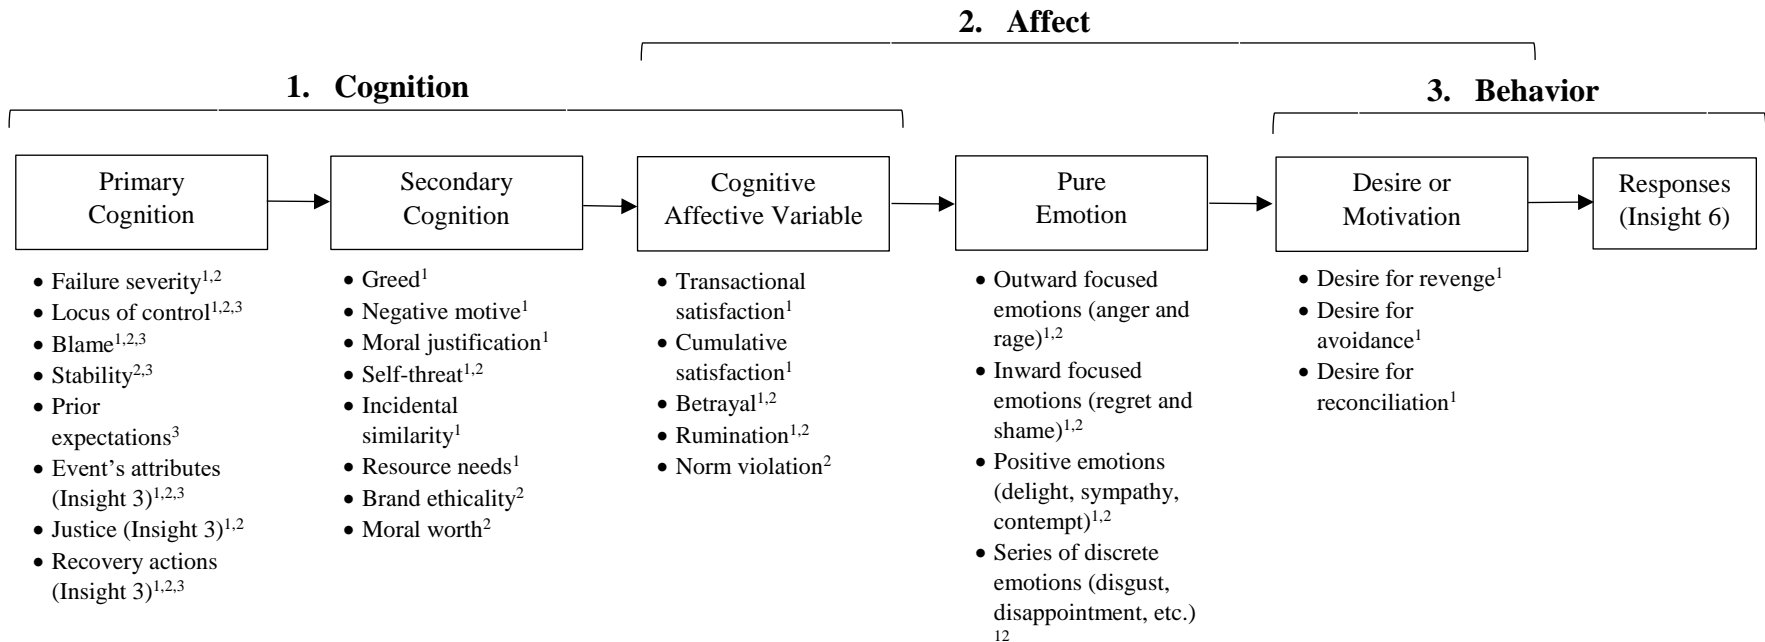 2. Affect
1. Cognition
3. Behavior
Primary
Cognition
Secondary
Cognition
Cognitive
Affective Variable
Pure
Emotion
Desire or
Motivation
Responses
(Insight 6)
• Failure severity1,2
• Locus of control1,2,3
• Blame1,2,3
• Stability2,3
• Prior
expectations3
• Event’s attributes
(Insight 3)1,2,3
• Justice (Insight 3)1,2
• Recovery actions
(Insight 3)1,2,3
• Greed1
• Negative motive1
• Moral justification1
• Self-threat1,2
• Incidental
similarity1
• Resource needs1
• Brand ethicality2
• Moral worth2
• Transactional
satisfaction1
• Cumulative
satisfaction1
• Betrayal1,2
• Rumination1,2
• Norm violation2
• Outward focused
emotions (anger and
rage)1,2
• Inward focused
emotions (regret and
shame)1,2
• Positive emotions
(delight, sympathy,
contempt)1,2
• Series of discrete
emotions (disgust,
disappointment, etc.)
12
• Desire for revenge1
• Desire for
avoidance1
• Desire for
reconciliation1